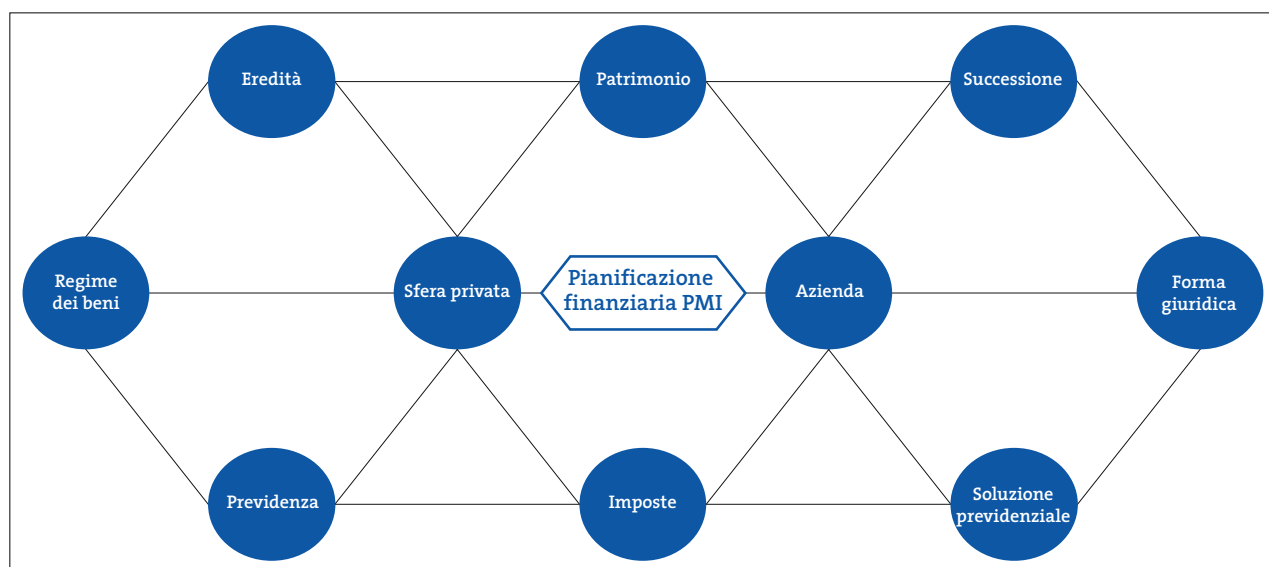 Eredità
Patrimonio
Successione
Regime
dei beni
Sfera privata
Pianificazione
finanziaria PMI
Azienda
Forma
giuridica
Previdenza
Imposte
Soluzione
previdenziale